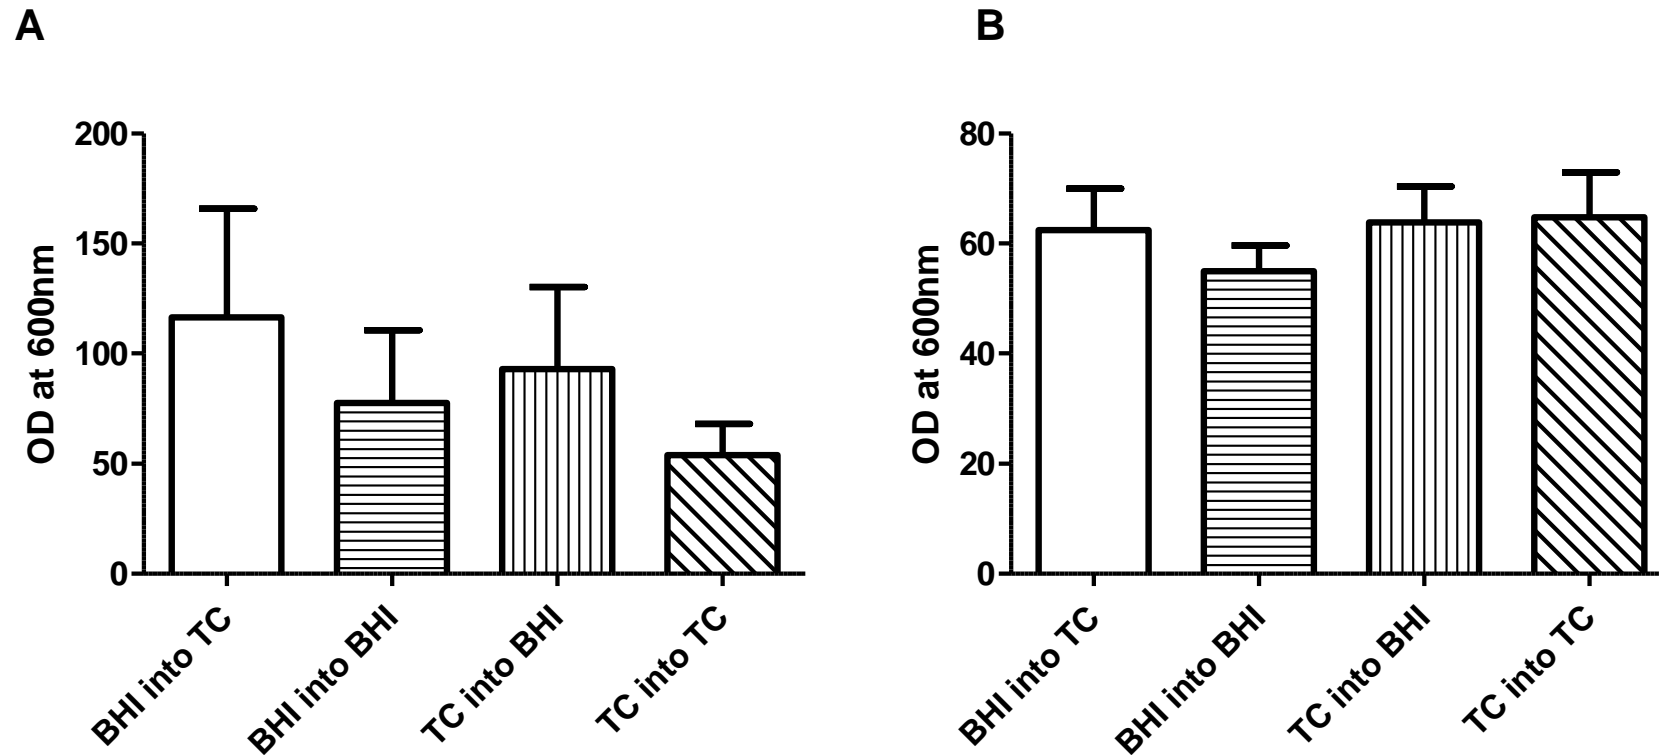 A
OD at 600nm
200
150
100
50
0
BHI into TC
BHI into BHI
TC into BHI
TC into TC
B
OD at 600nm
80
60
40
20
0
BHI into TC
BHI into BHI
TC into BHI
TC into TC